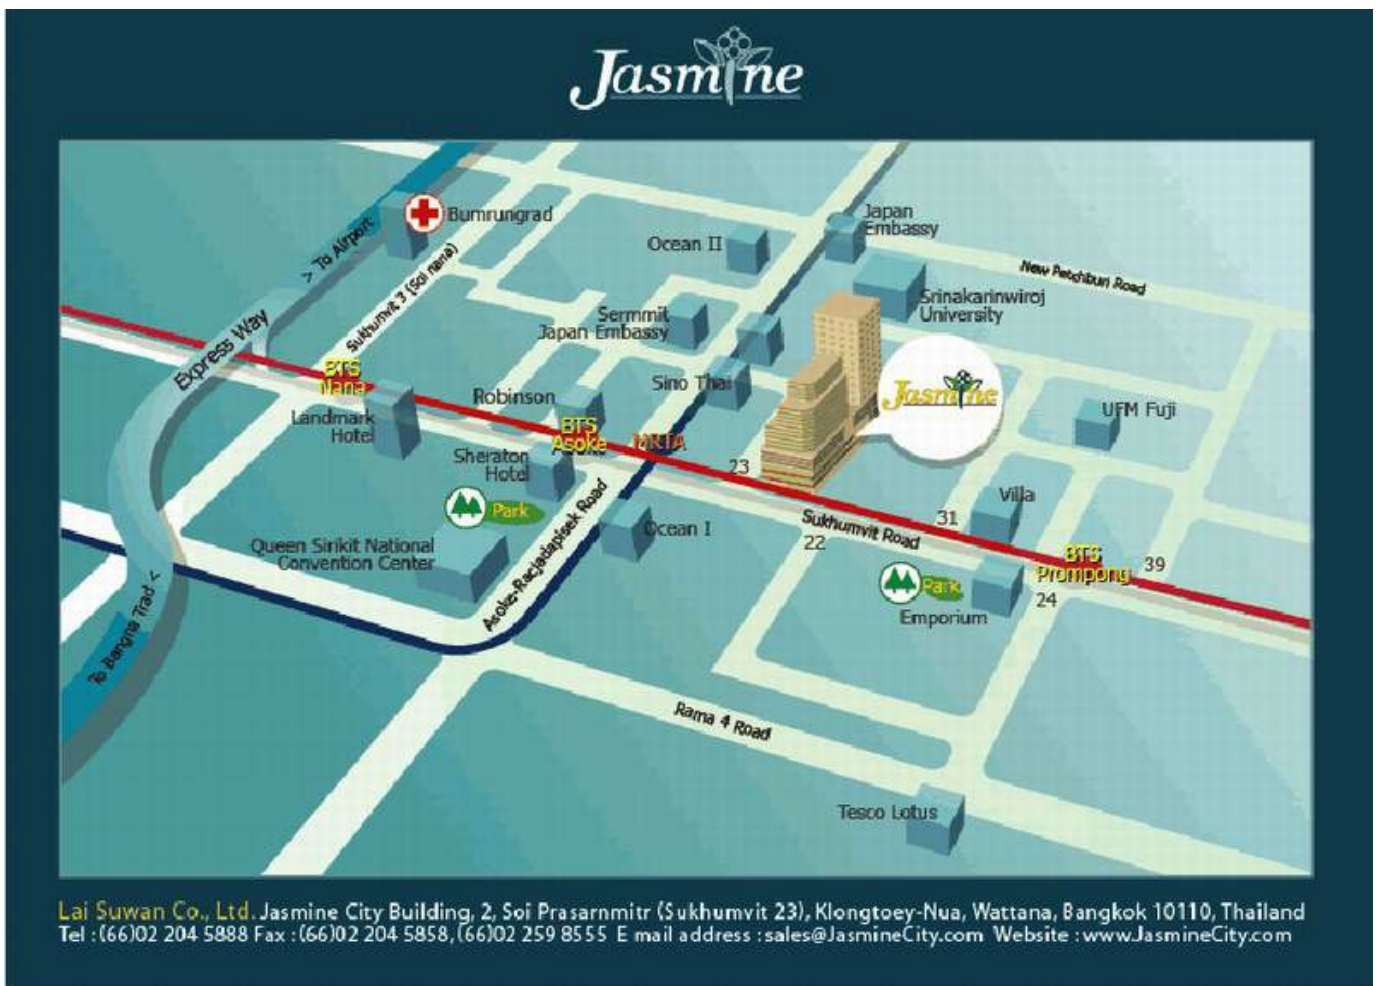 Jasmine
Bumrungrad
> To Airport
Sukhumvit 3 (Soi nana)
Express Way
Ocean II
Japan
Embassy
New Petchburi Road
Srinakarinwiroj
University
Sermmit
Japan Embassy
Sino Thai
Jasmine
UFM Fuji
BTS
Nana
Landmark
Hotel
Robinson
BTS
Asoke
MRTA
Sheraton
Hotel
23
Park
Ocean I
Villa
31
Sukhumvit Road
22
Queen Sirikit National
Convention Center
Asoke-Racjadapisek Road
BTS
Prompong
39
Park
24
Emporium
To Bangna Trad <
Rama 4 Road
Tesco Lotus
Lai Suwan Co., Ltd. Jasmine City Building, 2, Soi Prasarnmitr (Sukhumvit 23), Klongtoey-Nua, Wattana, Bangkok 10110, Thailand
Tel :(66)02 204 5888 Fax :(66)02 204 5858,(66)02 259 8555 E mail address :sales@JasmineCity.com Website :www.JasmineCity.com